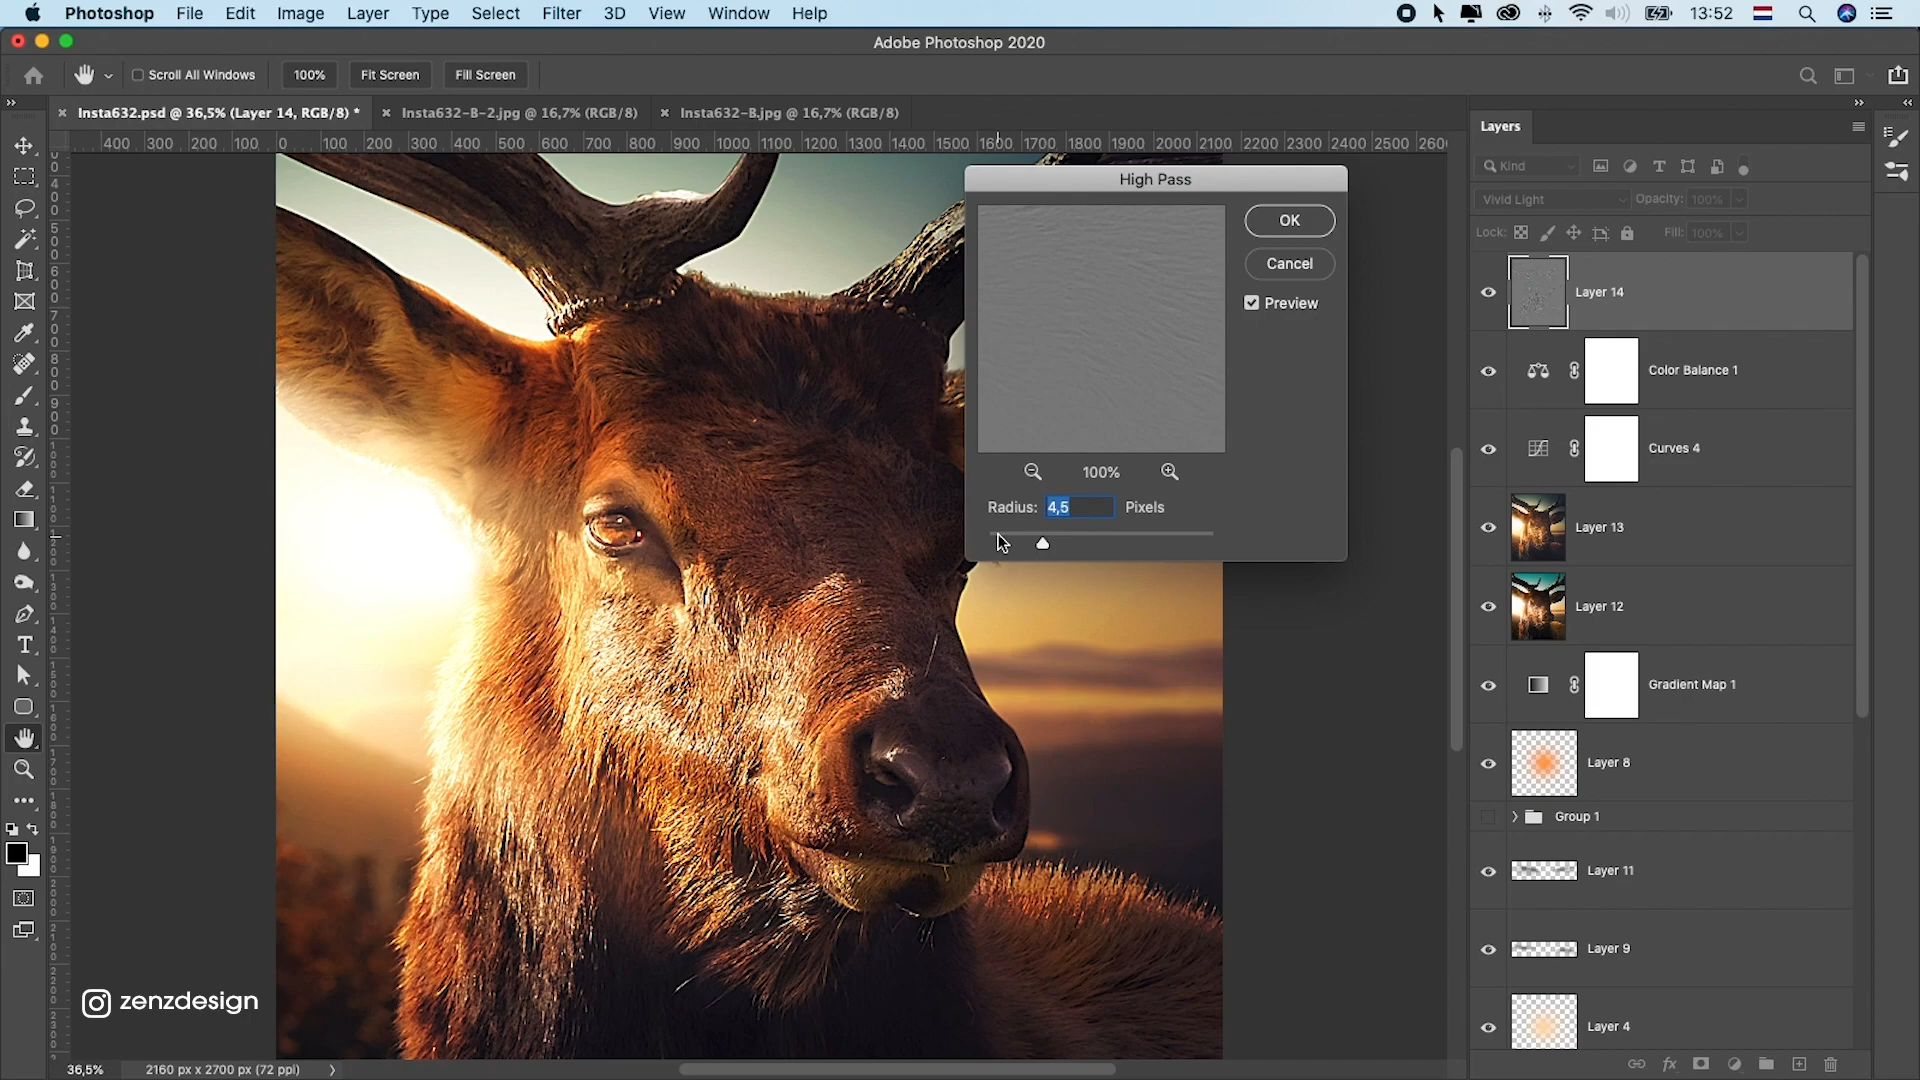 Photoshop File Edit Image Layer Type Select Filter 3D View Window Help 13:52
Adobe Photoshop 2020
Scroll All Windows 100% Fit Screen Fill Screen
Insta632.psd @ 36,5% (Layer 14, RGB/8) * Insta632-B-2.jpg @ 16,7% (RGB/8) Insta632-B.jpg @ 16,7% (RGB/8)
400 300 200 100 0 100 200 300 400 500 600 700 800 900 1000 1100 1200 1300 1400 1500 1600 1700 1800 1900 2000 2100 2200 2300 2400 2500
High Pass
OK
Cancel
Preview
100%
Radius: 4,5 Pixels
Layers
Kind
Vivid Light Opacity: 100%
Lock: Fill: 100%
Layer 14
Color Balance 1
Curves 4
Layer 13
Layer 12
Gradient Map 1
Layer 8
Group 1
Layer 11
Layer 9
Layer 4
zenzdesign
36,5% 2160 px x 2700 px (72 ppi)